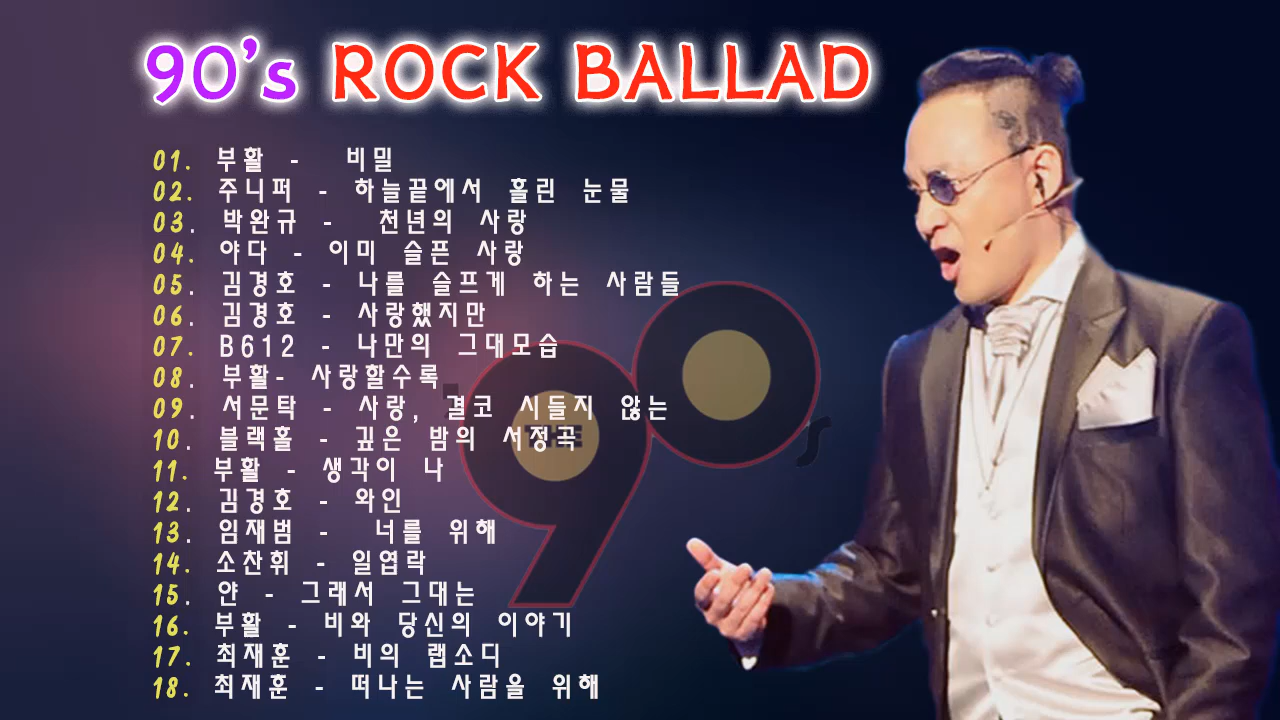 90's ROCK BALLAD
01. 부활 - 비밀
02. 주니퍼 - 하늘끝에서 흘린 눈물
03. 박완규 - 천년의 사랑
04. 야다 - 이미 슬픈 사랑
05. 김경호 - 나를 슬프게 하는 사람들
06. 김경호 - 사랑했지만
07. B612 - 나만의 그대모습
08. 부활- 사랑할수록
09. 서문탁 - 사랑, 결코 시들지 않는
10. 블랙홀 - 깊은 밤의 서정곡
11. 부활 - 생각이 나
12. 김경호 - 와인
13. 임재범 - 너를 위해
14. 소찬휘 - 일엽락
15. 얀 - 그래서 그대는
16. 부활 - 비와 당신의 이야기
17. 최재훈 - 비의 랩소디
18. 최재훈 - 떠나는 사람을 위해
THE '90s